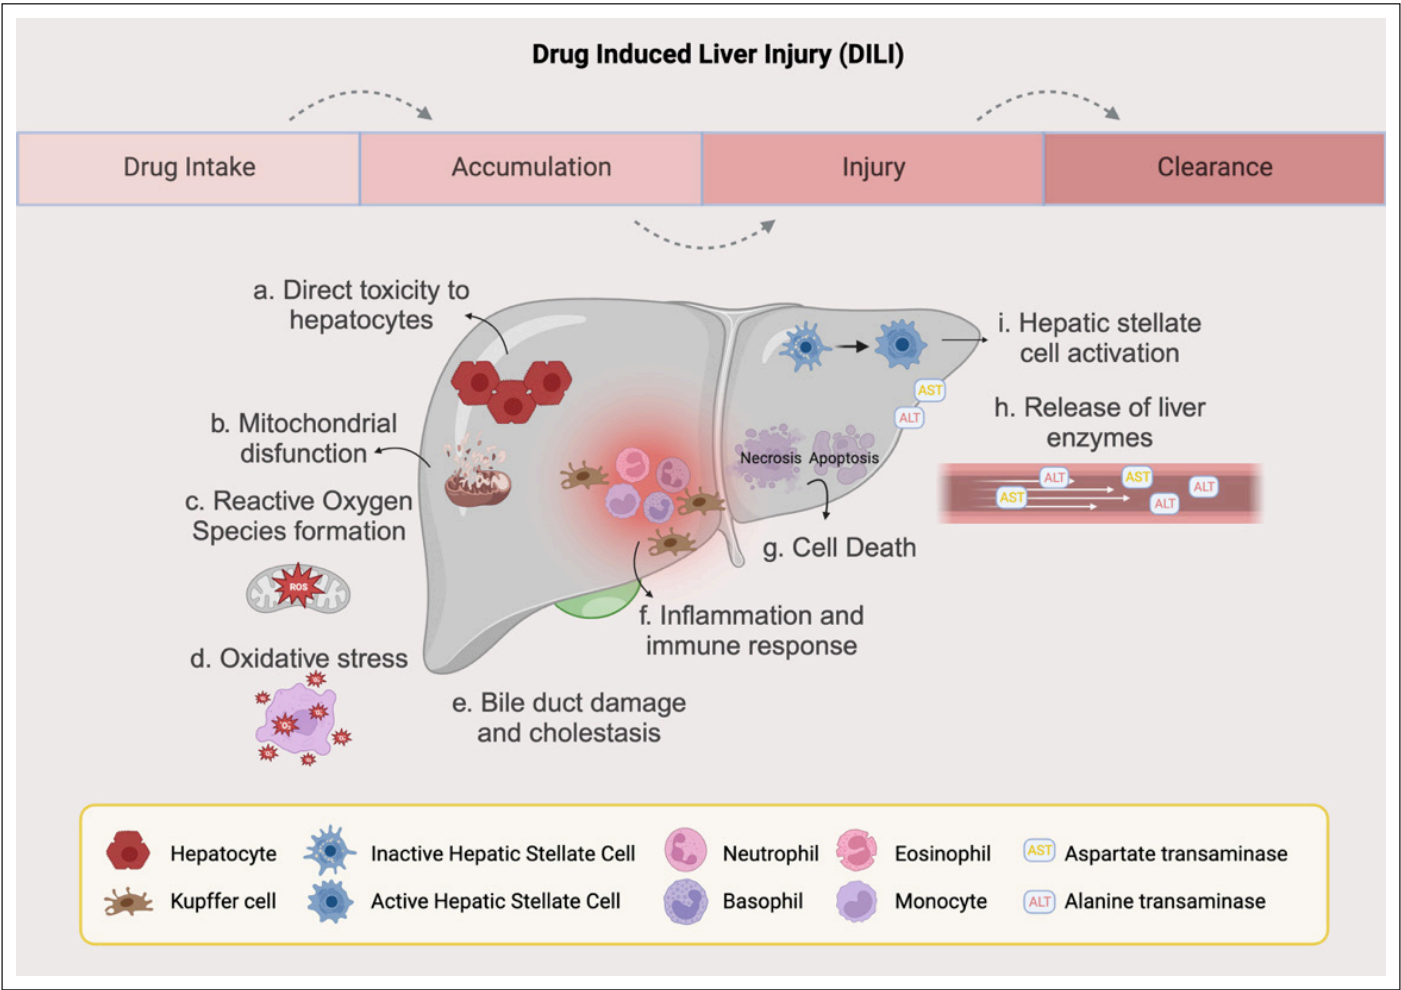 Drug Induced Liver Injury (DILI)
Drug Intake
Accumulation
Injury
Clearance
a. Direct toxicity to
hepatocytes
b. Mitochondrial
disfunction
c. Reactive Oxygen
Species formation
ROS
d. Oxidative stress
e. Bile duct damage
and cholestasis
f. Inflammation and
immune response
Necrosis
Apoptosis
g. Cell Death
AST
ALT
i. Hepatic stellate
cell activation
h. Release of liver
enzymes
ALT
AST
AST
ALT
ALT
Hepatocyte
Inactive Hepatic Stellate Cell
Neutrophil
Eosinophil
AST
Aspartate transaminase
Kupffer cell
Active Hepatic Stellate Cell
Basophil
Monocyte
ALT
Alanine transaminase